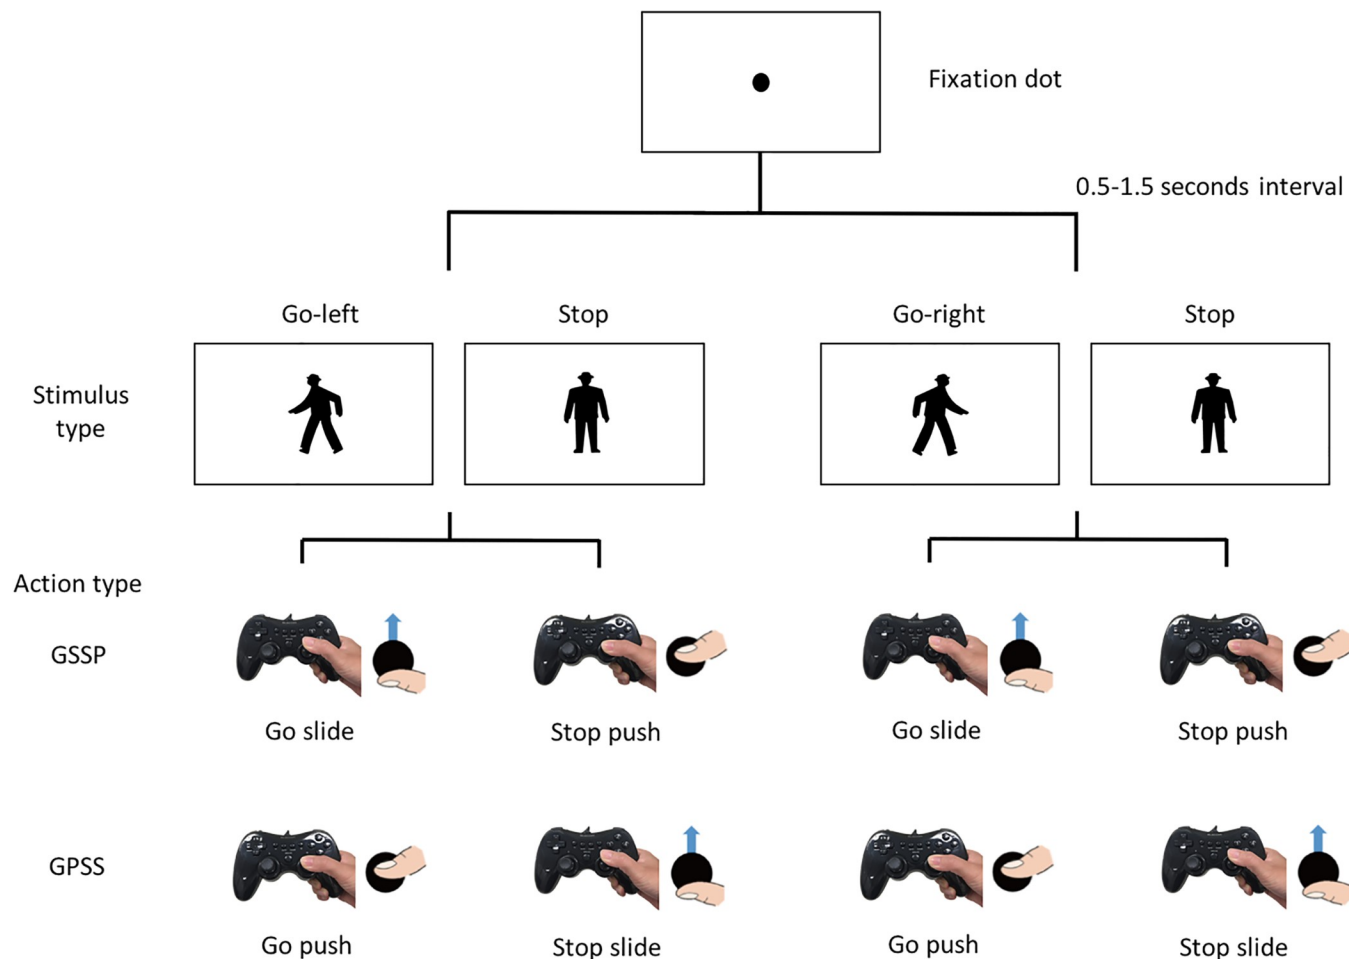 Fixation dot
0.5-1.5 seconds interval
Go-left
Stop
Go-right
Stop
Stimulus
type
Action type
GSSP
Go slide
Stop push
Go slide
Stop push
GPSS
Go push
Stop slide
Go push
Stop slide